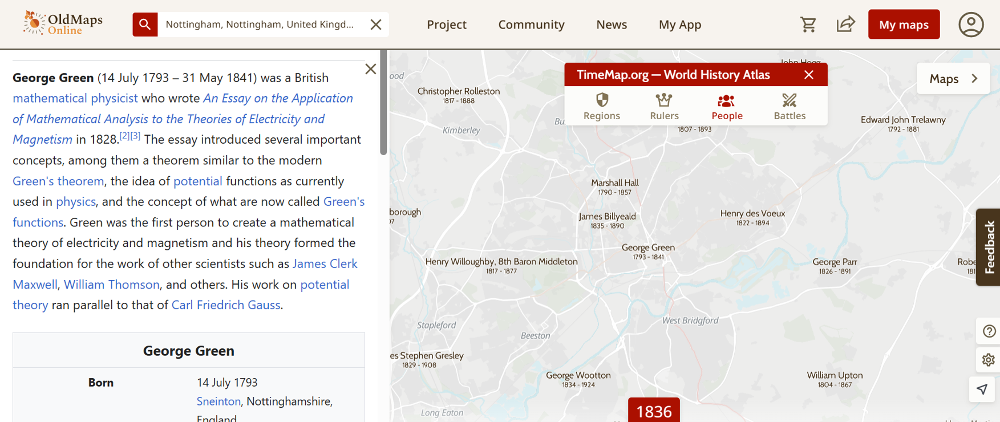 OldMaps
Online
Nottingham, Nottingham, United Kingd...
Project
Community
News
My App
My maps
George Green (14 July 1793 – 31 May 1841) was a British
mathematical physicist who wrote An Essay on the Application
of Mathematical Analysis to the Theories of Electricity and
Magnetism in 1828.[2][3] The essay introduced several important
concepts, among them a theorem similar to the modern
Green's theorem, the idea of potential functions as currently
used in physics, and the concept of what are now called Green's
functions. Green was the first person to create a mathematical
theory of electricity and magnetism and his theory formed the
foundation for the work of other scientists such as James Clerk
Maxwell, William Thomson, and others. His work on potential
theory ran parallel to that of Carl Friedrich Gauss.
George Green
Born
14 July 1793
Sneinton, Nottinghamshire,
England
John Hogg
TimeMap.org — World History Atlas
Regions
Rulers
People
Battles
Maps
ood
Christopher Rolleston
1817 - 1888
Bu
Kimberley
1807 - 1893
Edward John Trelawny
1792 - 1881
Marshall Hall
1790 - 1857
borough
07
James Billyeald
1835 - 1890
Henry des Voeux
1822 - 1894
George Green
1793 - 1841
Henry Willoughby, 8th Baron Middleton
1817 - 1877
George Parr
1826 - 1891
Robe
181
Feedback
Stapleford
Beeston
West Bridgford
es Stephen Gresley
1829 - 1908
George Wootton
1834 - 1924
William Upton
1804 - 1867
Long Eaton
1836